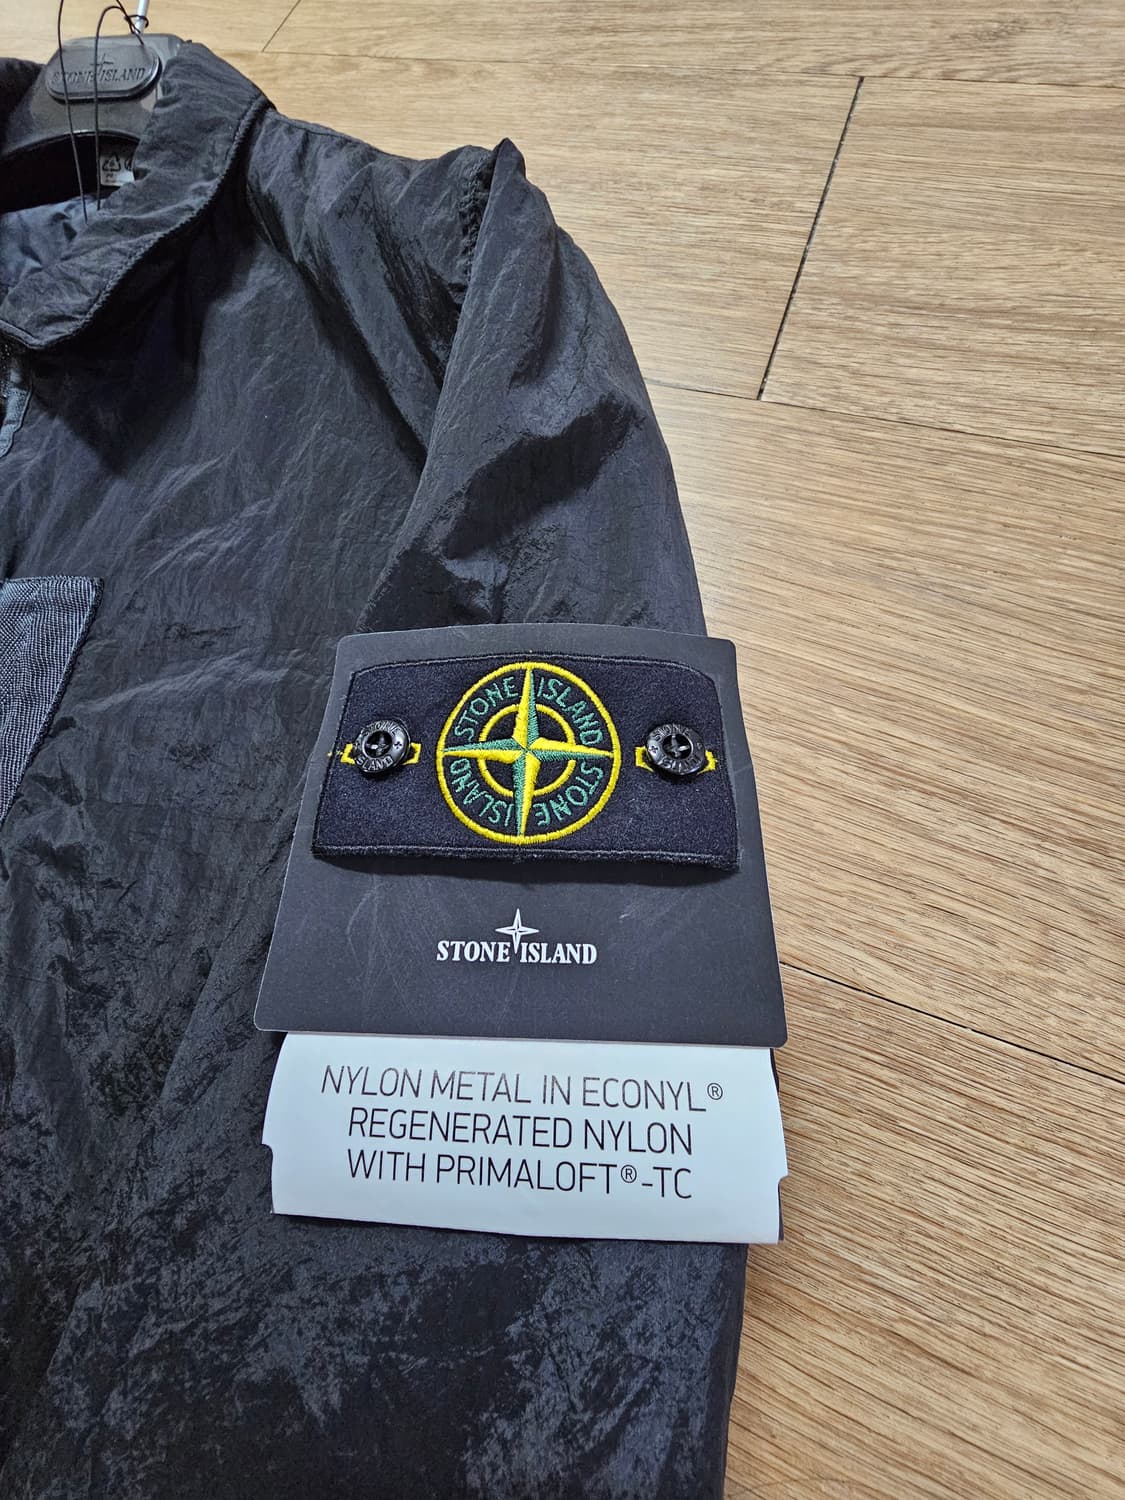 STONE ISLAND
STONE ISLAND
STONE ISLAND
STONE ISLAND
NYLON METAL IN ECONYL®
REGENERATED NYLON
WITH PRIMALOFT®-TC